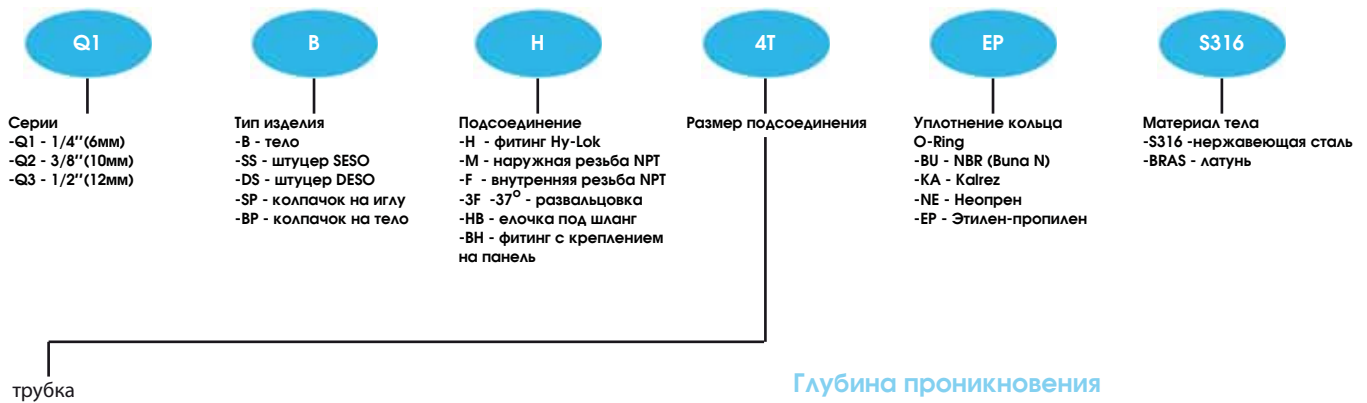 Q1
B
H
4T
EP
S316
Серии
-Q1 - 1/4''(6мм)
-Q2 - 3/8''(10мм)
-Q3 - 1/2''(12мм)
Тип изделия
-B - тело
-SS - штуцер SESO
-DS - штуцер DESO
-SP - колпачок на иглу
-BP - колпачок на тело
Подсоединение
-H - фитинг Hy-Lok
-M - наружная резьба NPT
-F - внутренняя резьба NPT
-3F -37° - развальцовка
-HB - елочка под шланг
-BH - фитинг с креплением
на панель
Размер подсоединения
Уплотнение кольца
O-Ring
-BU - NBR (Buna N)
-KA - Kalrez
-NE - Неопрен
-EP - Этилен-пропилен
Материал тела
-S316 -нержавеющая сталь
-BRAS - латунь
трубка
Глубина проникновения